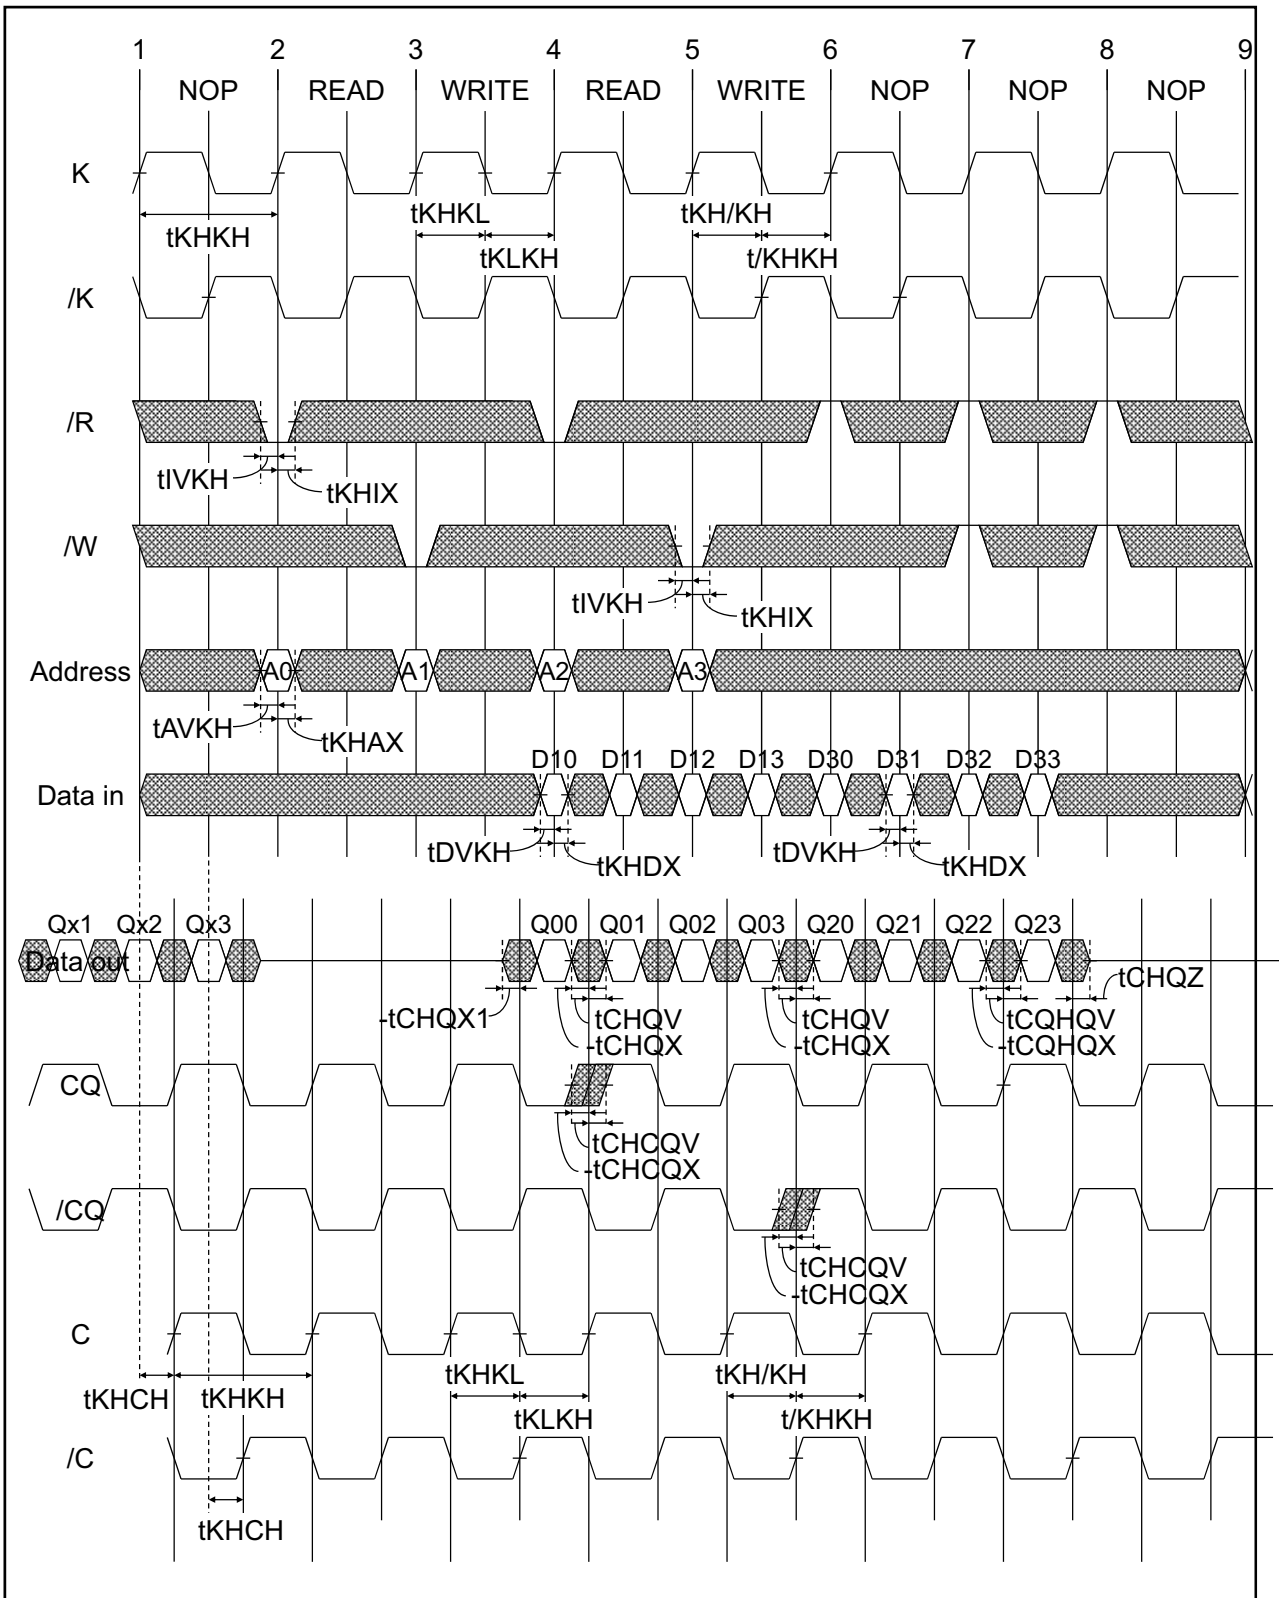 1 2 3 4 5 6 7 8 9
NOP READ WRITE READ WRITE NOP NOP NOP
K
tKHKH tKHKL tKH/KH
tKLKH t/KHKH
/K
/R
tIVKH tKHIX
/W
tIVKH tKHIX
Address A0 A1 A2 A3
tAVKH tKHAX
D10 D11 D12 D13 D30 D31 D32 D33
Data in
tDVKH tKHDX tDVKH tKHDX
Qx1 Qx2 Qx3 Q00 Q01 Q02 Q03 Q20 Q21 Q22 Q23
Data out
tCHQZ
-tCHQX1 tCHQV tCHQV tCQHQV
-tCHQX -tCHQX -tCQHQX
CQ
tCHCQV
-tCHCQX
/CQ
tCHCQV
-tCHCQX
C
tKHCH tKHKH tKHKL tKH/KH
tKLKH t/KHKH
/C
tKHCH